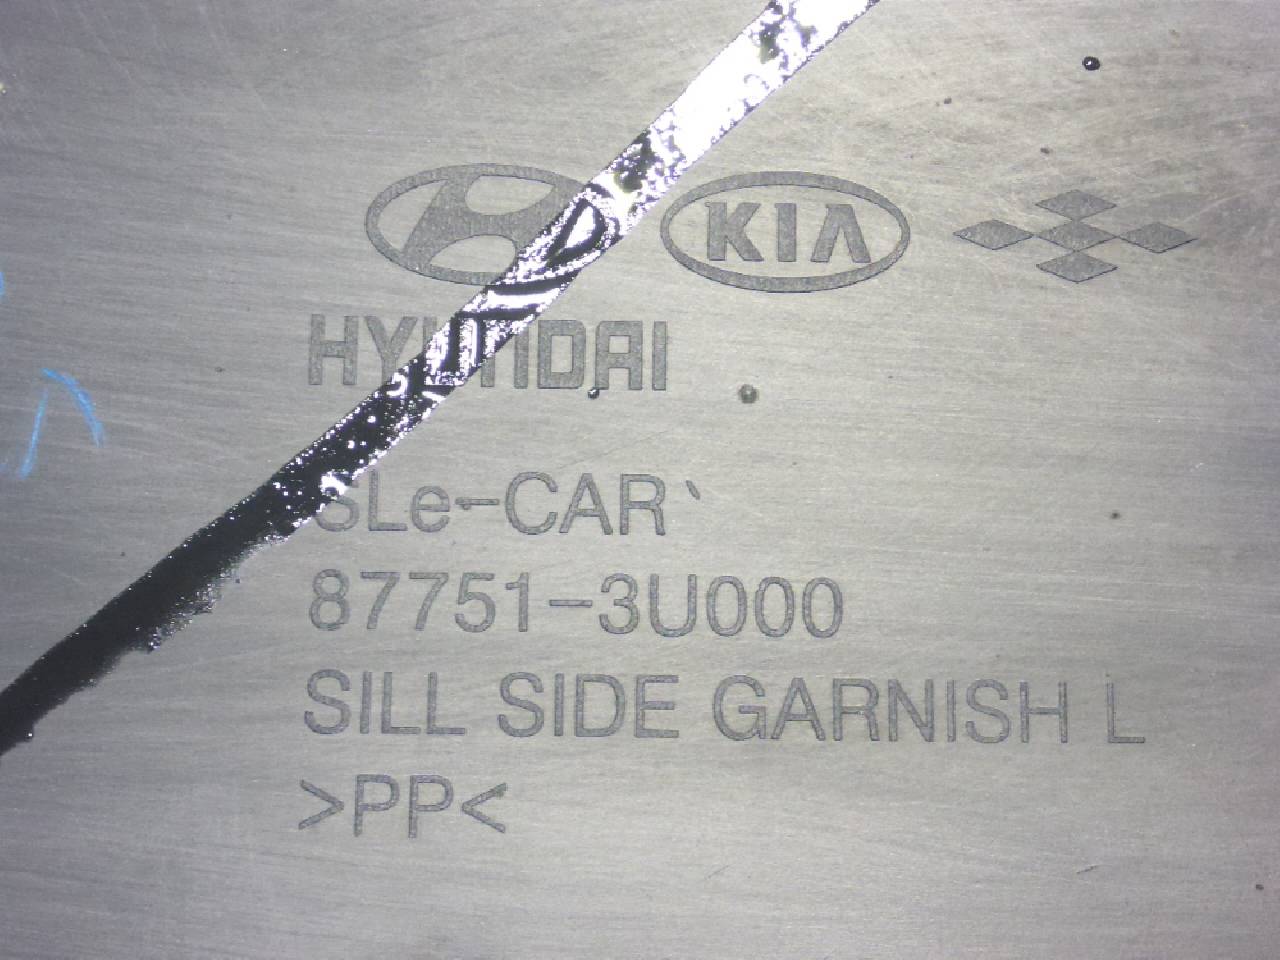 KIA
HYUNDAI
SLe-CAR`
87751-3U000
SILL SIDE GARNISH L
>PP<